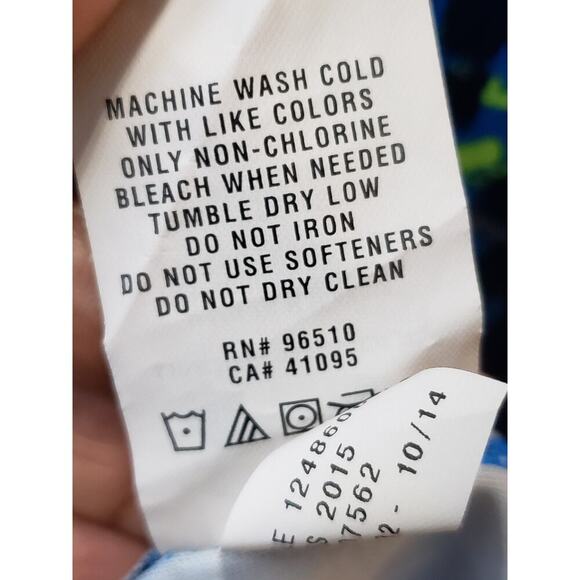 MACHINE WASH COLD
WITH LIKE COLORS
ONLY NON-CHLORINE
BLEACH WHEN NEEDED
TUMBLE DRY LOW
DO NOT IRON
DO NOT USE SOFTENERS
DO NOT DRY CLEAN
RN# 96510
CA# 41095
2015
7562
- 10/14